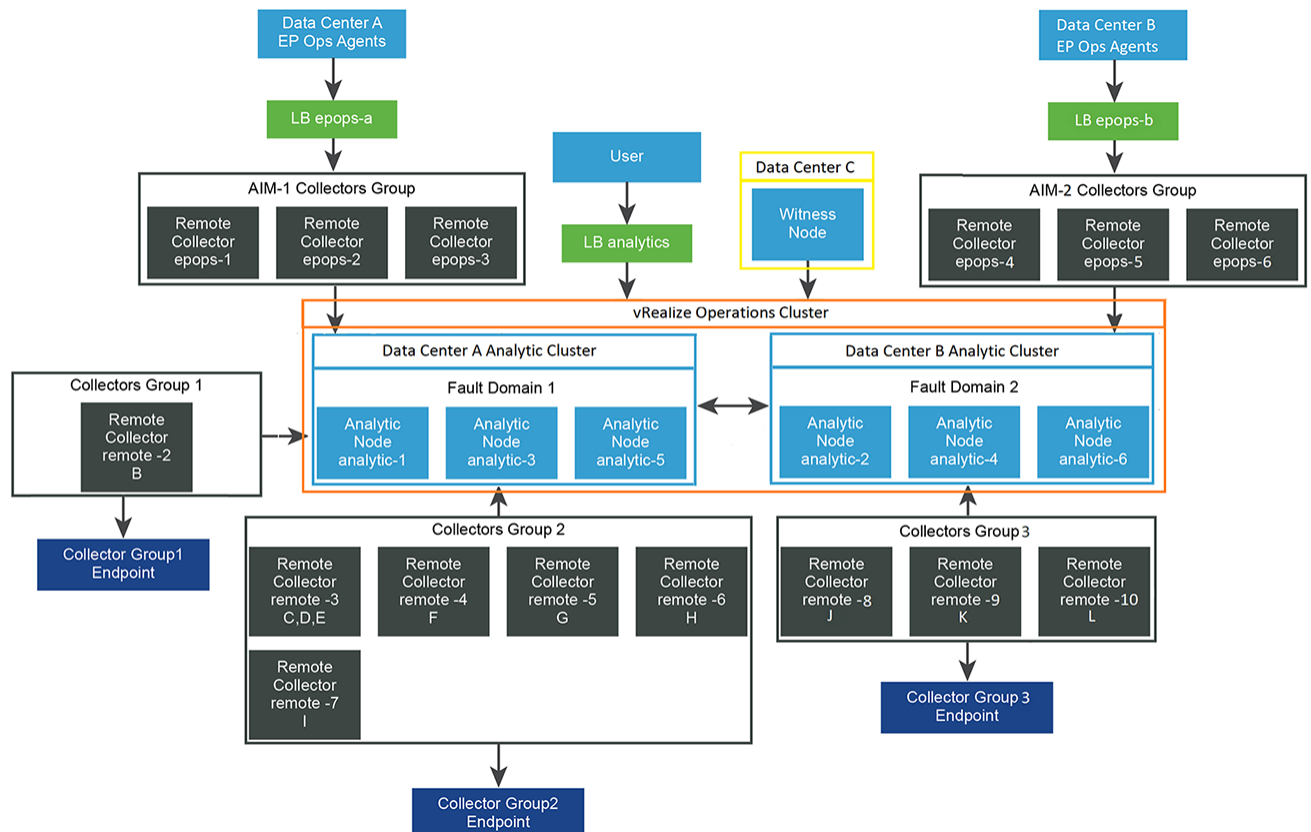 Data Center A
EP Ops Agents
Data Center B
EP Ops Agents
LB epops-a
LB epops-b
User
Data Center C
Witness
Node
LB analytics
AIM-1 Collectors Group
Remote
Collector
epops-1
Remote
Collector
epops-2
Remote
Collector
epops-3
AIM-2 Collectors Group
Remote
Collector
epops-4
Remote
Collector
epops-5
Remote
Collector
epops-6
vRealize Operations Cluster
Data Center A Analytic Cluster
Fault Domain 1
Analytic
Node
analytic-1
Analytic
Node
analytic-3
Analytic
Node
analytic-5
Data Center B Analytic Cluster
Fault Domain 2
Analytic
Node
analytic-2
Analytic
Node
analytic-4
Analytic
Node
analytic-6
Collectors Group 1
Remote
Collector
remote -2
B
Collector Group1
Endpoint
Collectors Group 2
Remote
Collector
remote -3
C,D,E
Remote
Collector
remote -4
F
Remote
Collector
remote -5
G
Remote
Collector
remote -6
H
Remote
Collector
remote -7
I
Collector Group2
Endpoint
Collectors Group 3
Remote
Collector
remote -8
J
Remote
Collector
remote -9
K
Remote
Collector
remote -10
L
Collector Group 3
Endpoint